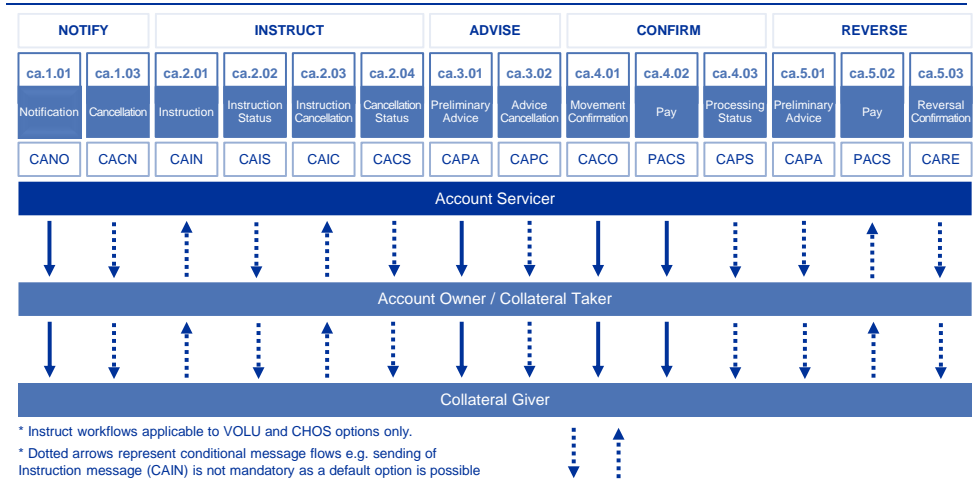 NOTIFY INSTRUCT ADVISE CONFIRM REVERSE
ca.1.01 ca.1.03 ca.2.01 ca.2.02 ca.2.03 ca.2.04 ca.3.01 ca.3.02 ca.4.01 ca.4.02 ca.4.03 ca.5.01 ca.5.02 ca.5.03
Notification Cancellation Instruction Instruction Status Instruction Cancellation Cancellation Status Preliminary Advice Advice Cancellation Movement Confirmation Pay Processing Status Preliminary Advice Pay Reversal Confirmation
CANO CACN CAIN CAIS CAIC CACS CAPA CAPC CACO PACS CAPS CAPA PACS CARE
Account Servicer
Account Owner / Collateral Taker
Collateral Giver
* Instruct workflows applicable to VOLU and CHOS options only.
* Dotted arrows represent conditional message flows e.g. sending of
Instruction message (CAIN) is not mandatory as a default option is possible